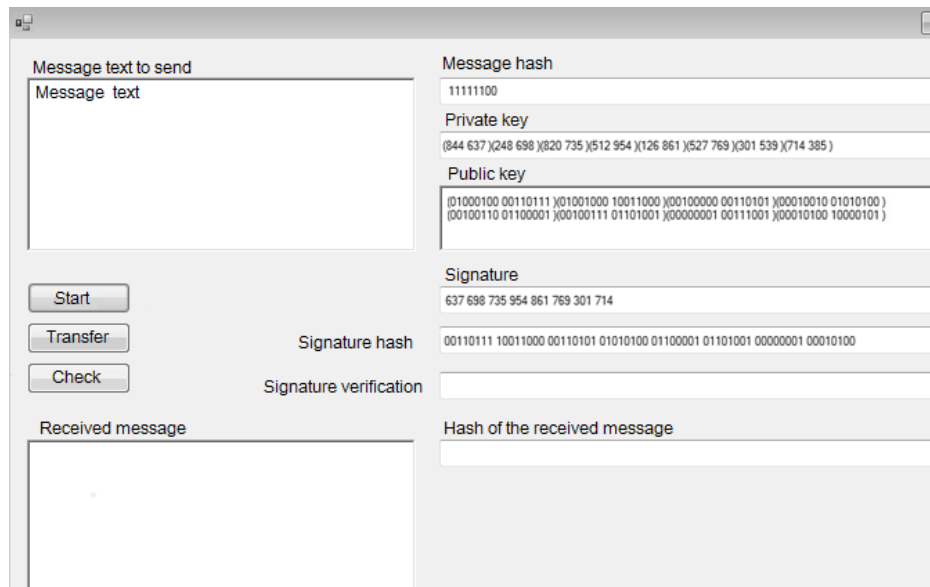 Message text to send
Message text
Message hash
11111100
Private key
(844 637 )(248 698 )(820 735 )(512 954 )(126 861 )(527 769 )(301 539 )(714 385 )
Public key
(01000100 00110111 )(01001000 10011000 )(00100000 00110101 )(00010010 01010100 )
(00100110 01100001 )(00100111 01101001 )(00000001 00111001 )(00010100 10000101 )
Start
Transfer
Check
Signature
637 698 735 954 861 769 301 714
Signature hash
00110111 10011000 00110101 01010100 01100001 01101001 00000001 00010100
Signature verification
Received message
Hash of the received message